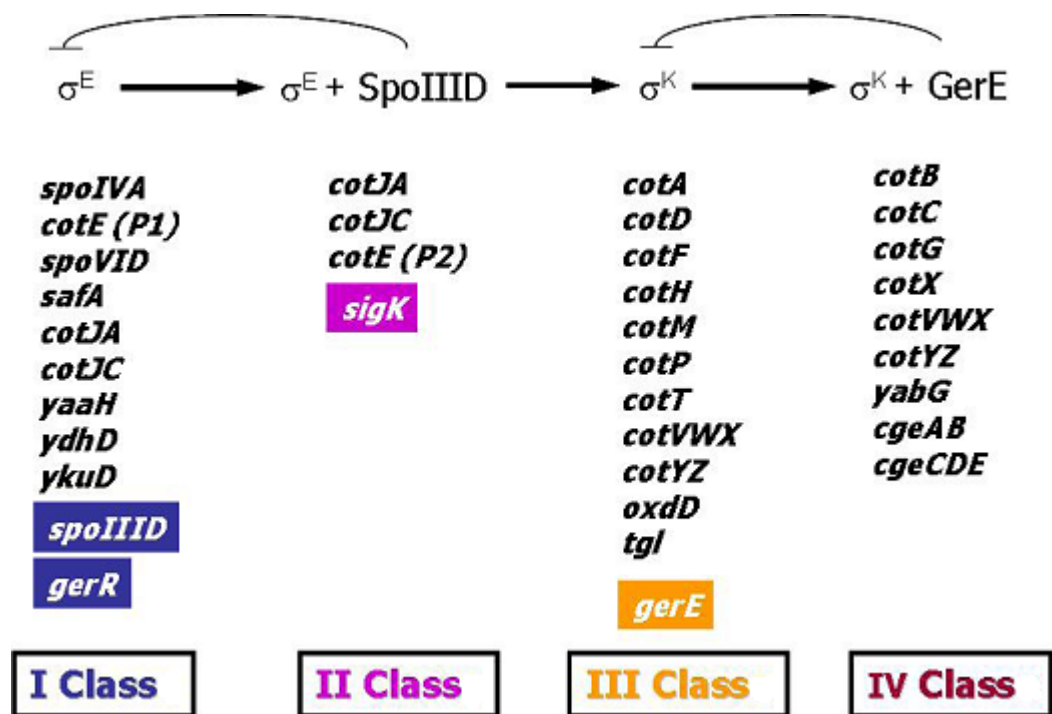 σE σE + SpoIIID σK σK + GerE
spoIVA
cotE (P1)
spoVID
safA
cotJA
cotJC
yaaH
ydhD
ykuD
spoIIID
gerR
cotJA
cotJC
cotE (P2)
sigK
cotA
cotD
cotF
cotH
cotM
cotP
cotT
cotVWX
cotYZ
oxdD
tgl
gerE
cotB
cotC
cotG
cotX
cotVWX
cotYZ
yabG
cgeAB
cgeCDE
I Class II Class III Class IV Class